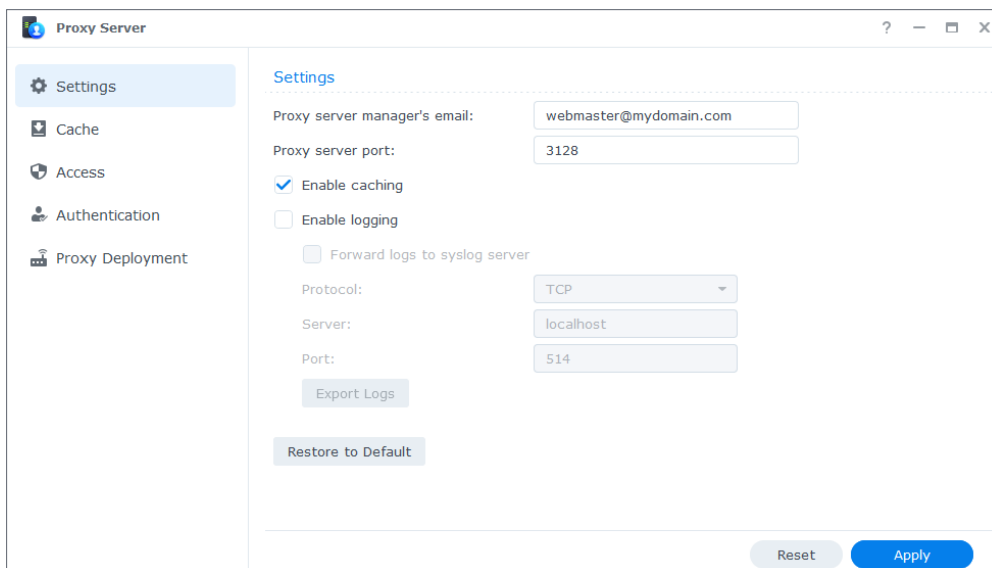 Proxy Server
?
Settings
Cache
Access
Authentication
Proxy Deployment
Settings
Proxy server manager's email: webmaster@mydomain.com
Proxy server port: 3128
Enable caching
Enable logging
Forward logs to syslog server
Protocol: TCP
Server: localhost
Port: 514
Export Logs
Restore to Default
Reset Apply